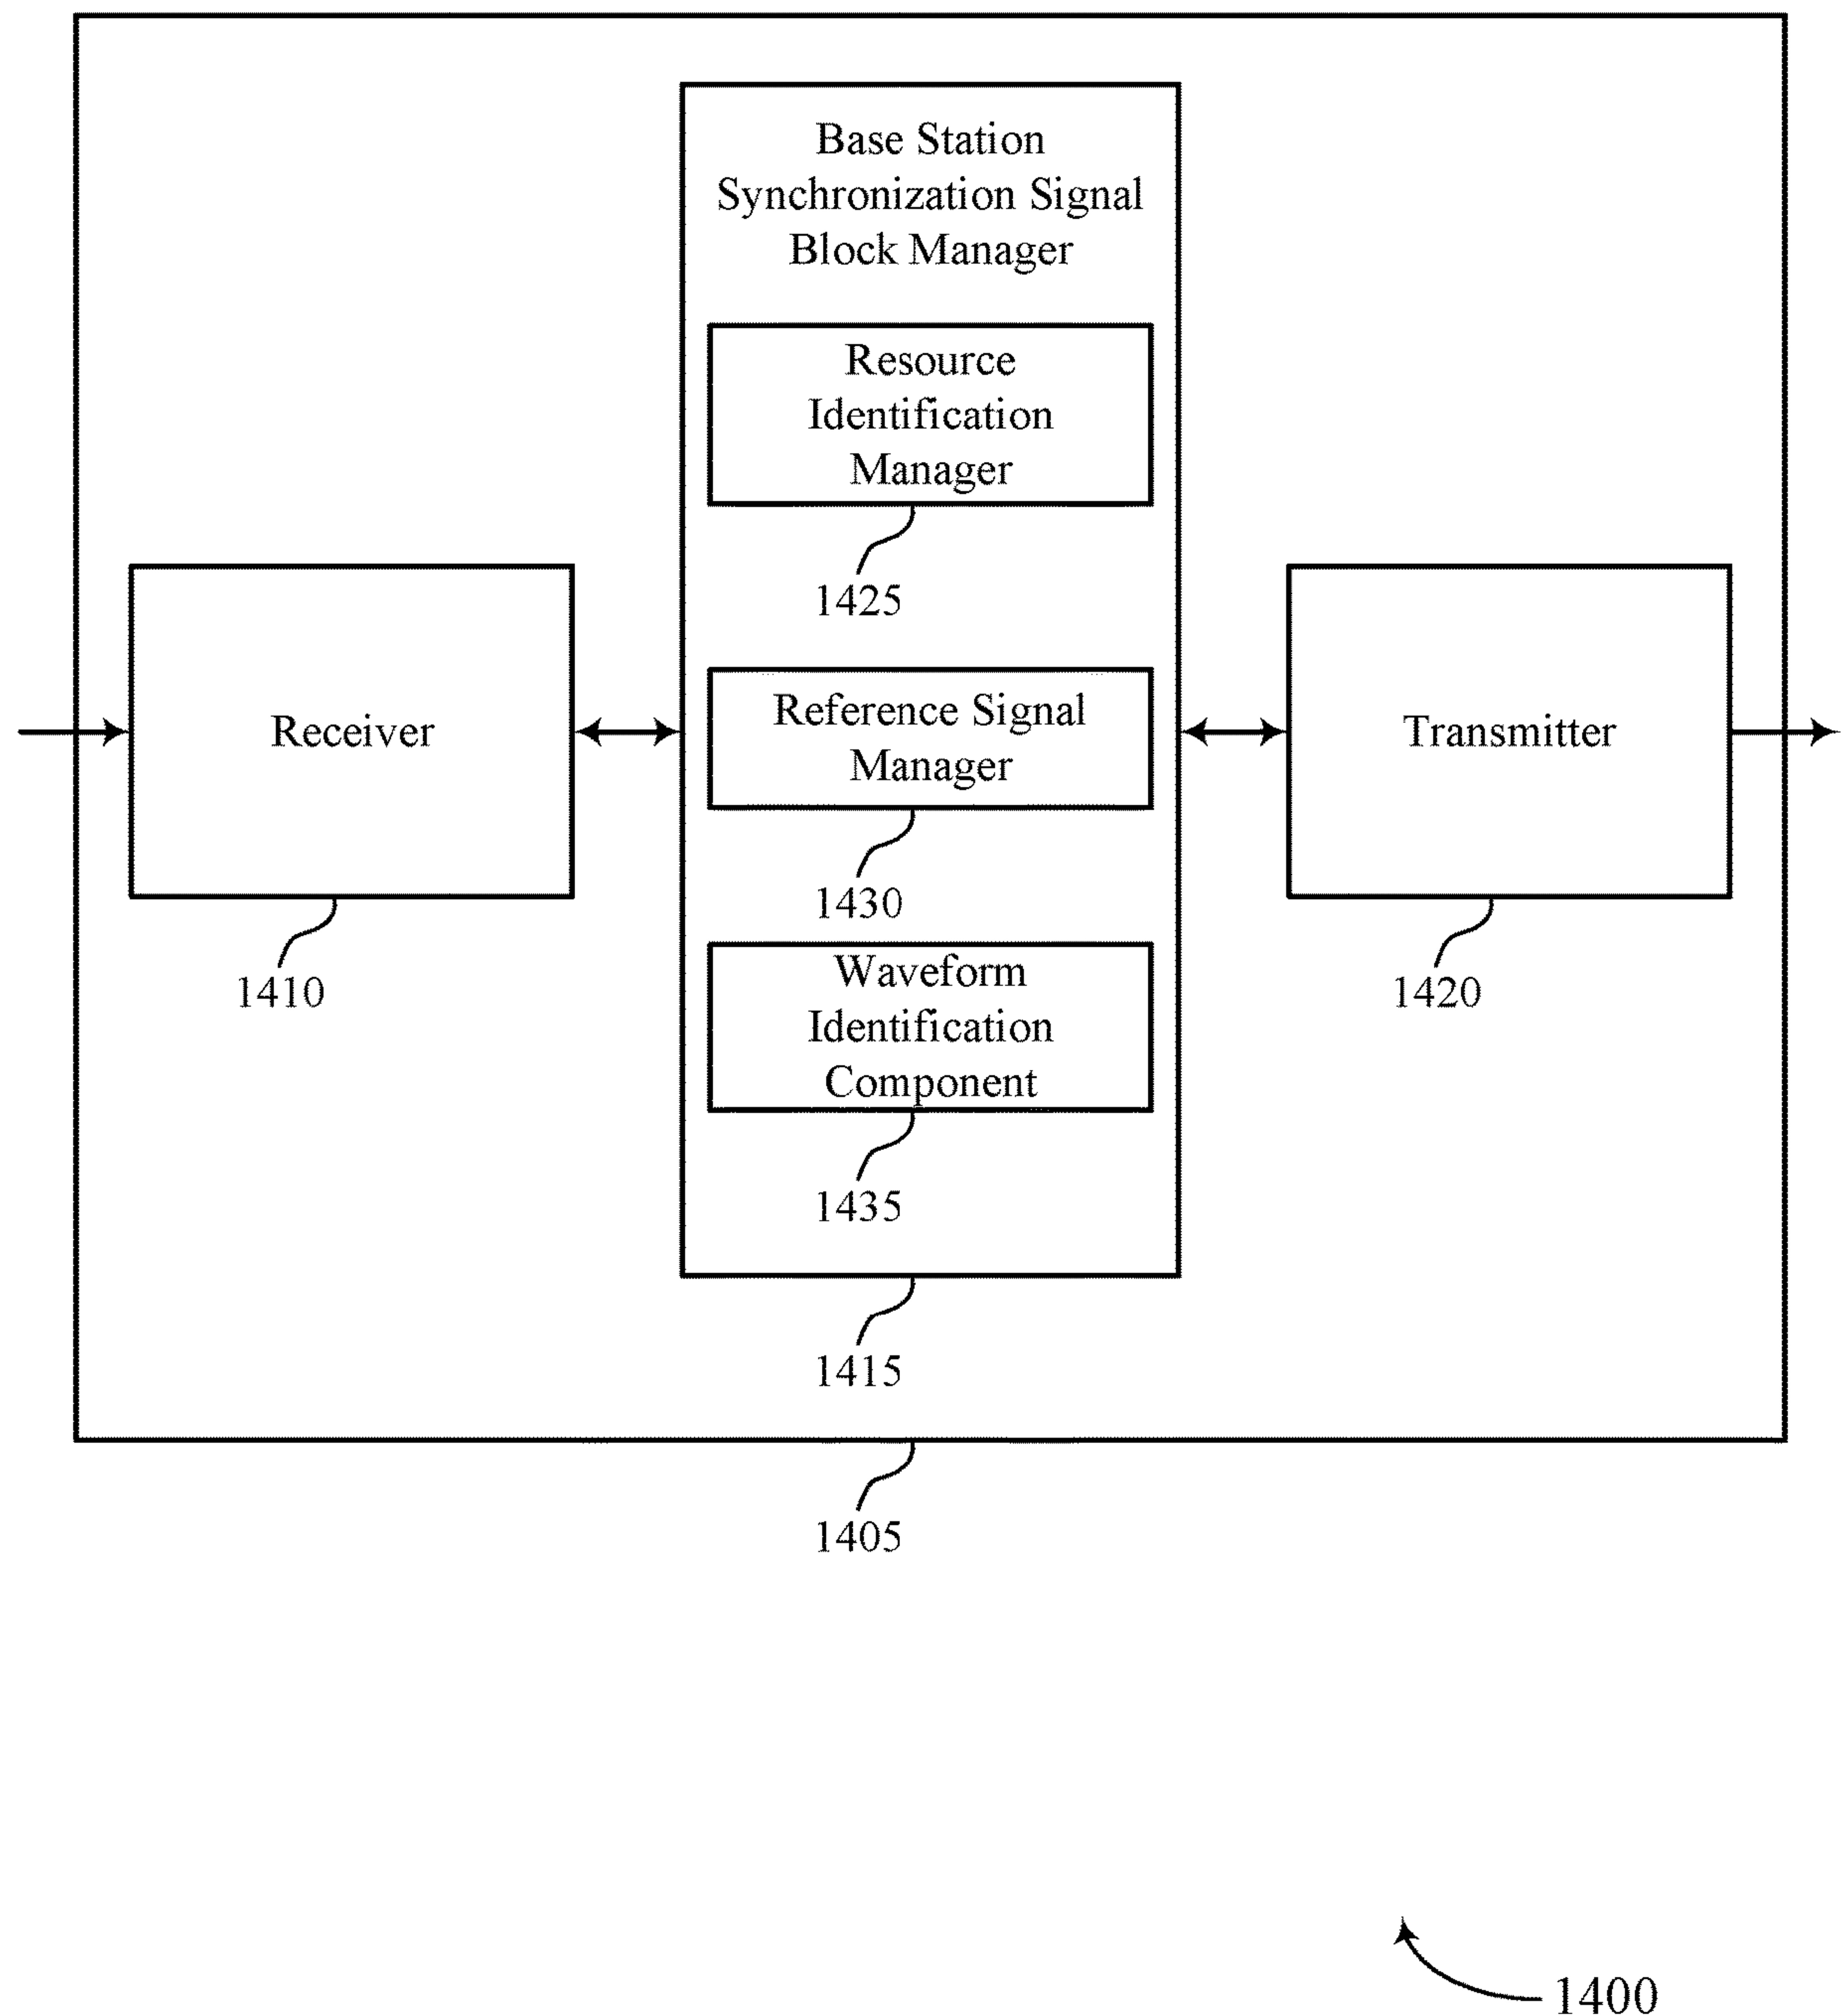 Base Station
Synchronization Signal
Block Manager
Resource
Identification
Manager
1425
Receiver
1410
Reference Signal
Manager
1430
Transmitter
1420
Waveform
Identification
Component
1435
1415
1405
1400